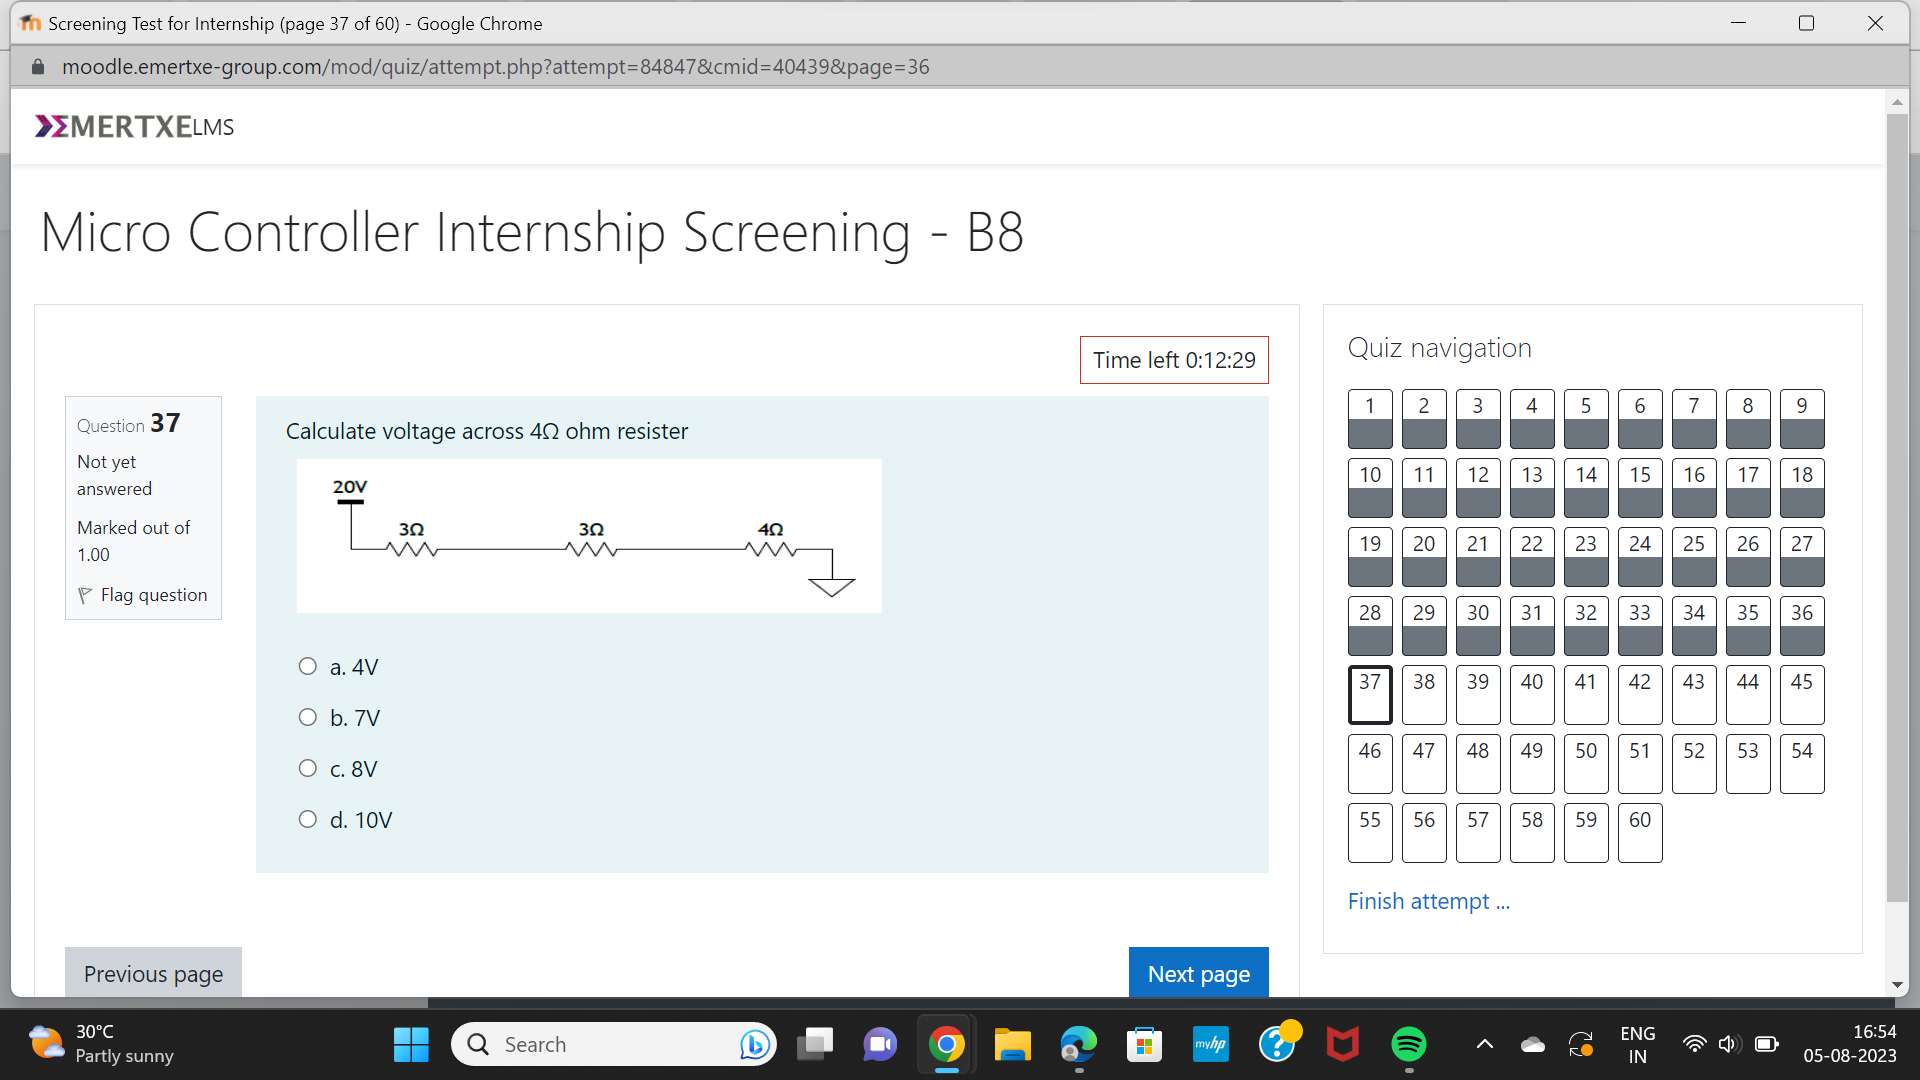 Screening Test for Internship (page 37 of 60) - Google Chrome
moodle.emertxe-group.com/mod/quiz/attempt.php?attempt=84847&cmid=40439&page=36
EMERTXE LMS
Micro Controller Internship Screening - B8
Time left 0:12:29
Question 37
Not yet
answered
Marked out of
1.00
Flag question
Calculate voltage across 4Ω ohm resister
20V
3Ω 3Ω 4Ω
a. 4V
b. 7V
c. 8V
d. 10V
Previous page
Next page
Quiz navigation
1 2 3 4 5 6 7 8 9
10 11 12 13 14 15 16 17 18
19 20 21 22 23 24 25 26 27
28 29 30 31 32 33 34 35 36
37 38 39 40 41 42 43 44 45
46 47 48 49 50 51 52 53 54
55 56 57 58 59 60
Finish attempt ...
30°C
Partly sunny
Search
myhp
ENG
IN
16:54
05-08-2023